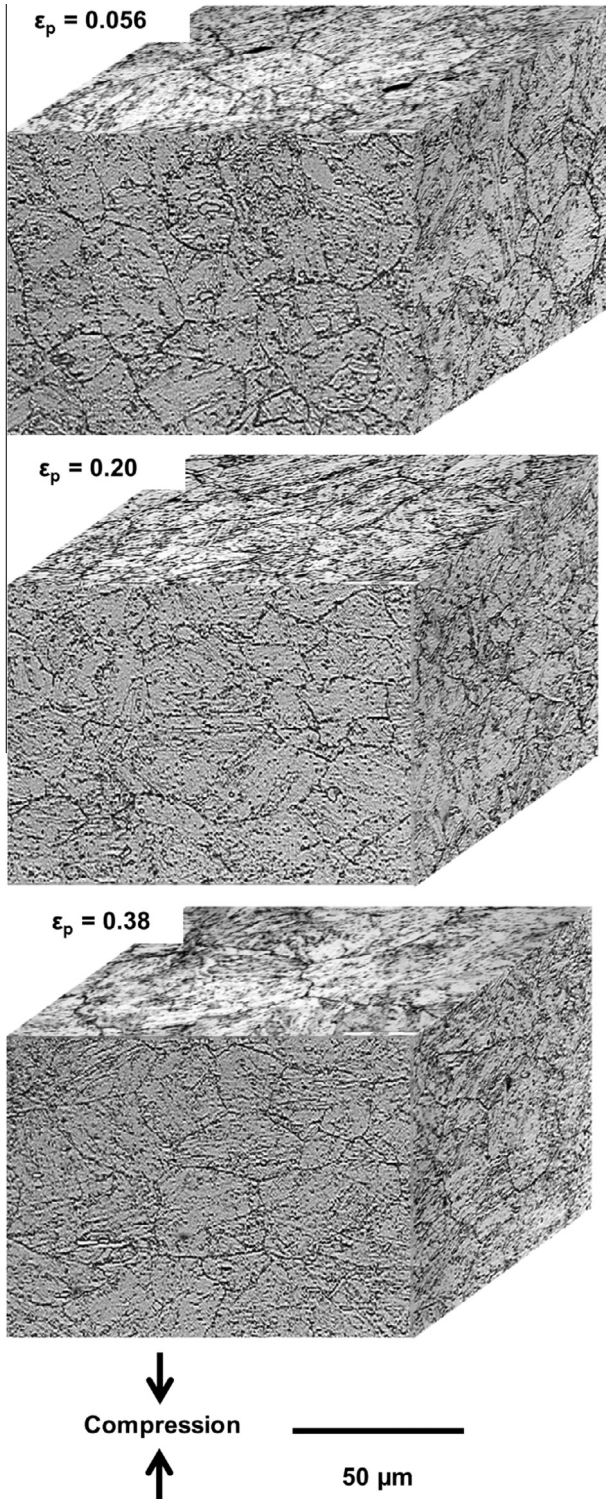 εₚ = 0.056
εₚ = 0.20
εₚ = 0.38
Compression
50 μm